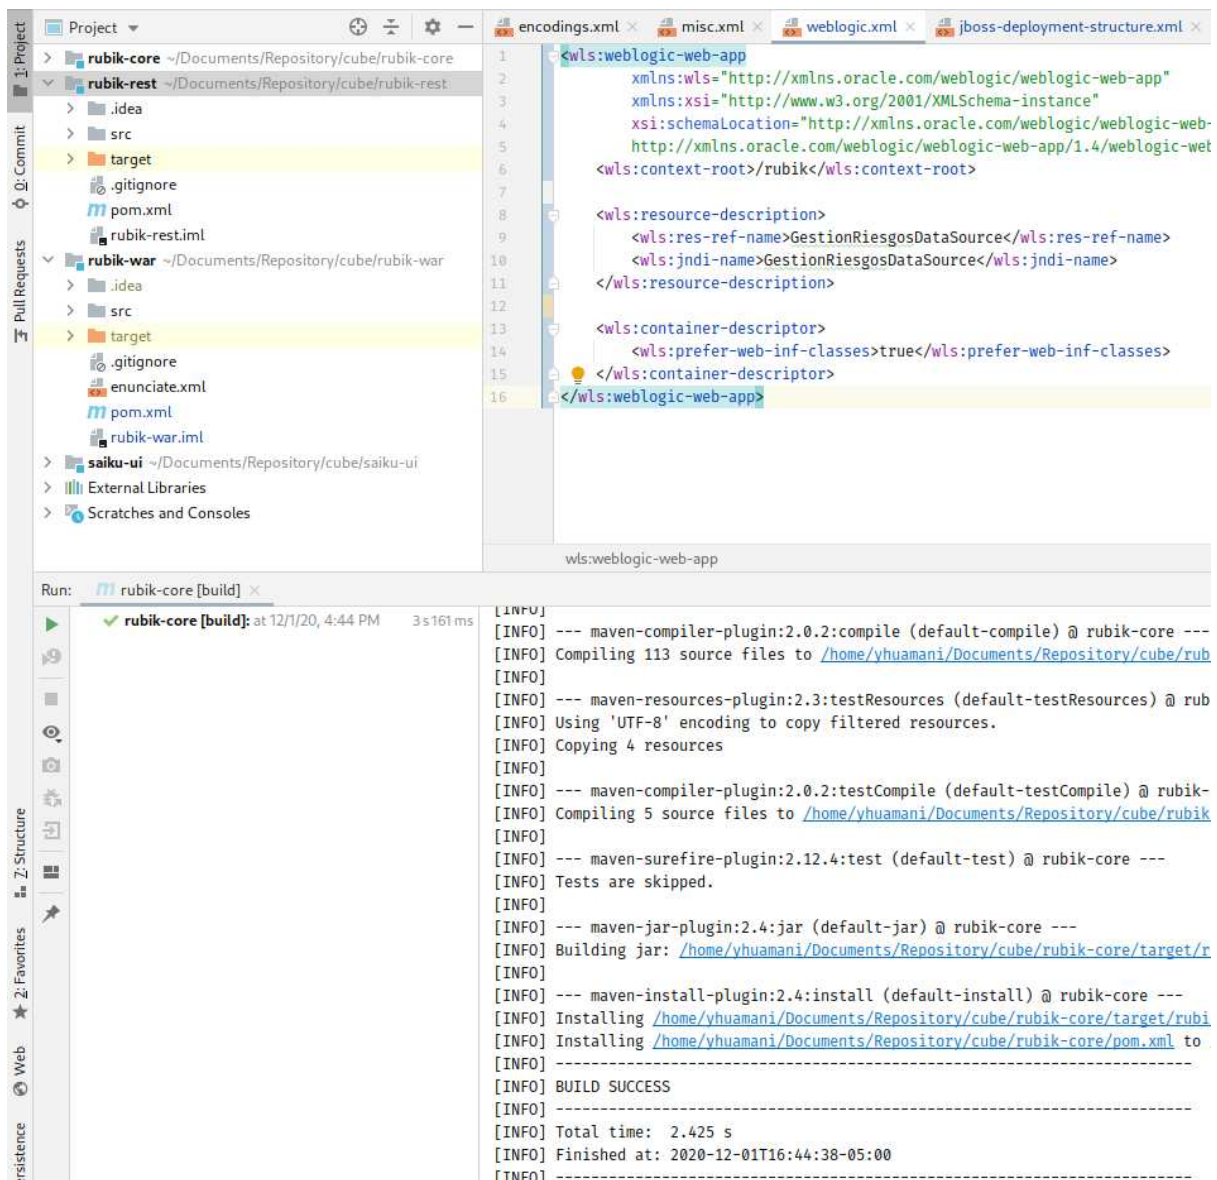 Project
encodings.xml
misc.xml
weblogic.xml
jboss-deployment-structure.xml
1: Project
0: Commit
Pull Requests
rubik-core ~/Documents/Repository/cube/rubik-core
rubik-rest ~/Documents/Repository/cube/rubik-rest
.idea
src
target
.gitignore
pom.xml
rubik-rest.iml
rubik-war ~/Documents/Repository/cube/rubik-war
.idea
src
target
.gitignore
enunciate.xml
pom.xml
rubik-war.iml
saiku-ui ~/Documents/Repository/cube/saiku-ui
External Libraries
Scratches and Consoles
1 <wls:weblogic-web-app
2 xmlns:wls="http://xmlns.oracle.com/weblogic/weblogic-web-app"
3 xmlns:xsi="http://www.w3.org/2001/XMLSchema-instance"
4 xsi:schemaLocation="http://xmlns.oracle.com/weblogic/weblogic-web-
5 http://xmlns.oracle.com/weblogic/weblogic-web-app/1.4/weblogic-web
6 <wls:context-root>/rubik</wls:context-root>
7
8 <wls:resource-description>
9 <wls:res-ref-name>GestionRiesgosDataSource</wls:res-ref-name>
10 <wls:jndi-name>GestionRiesgosDataSource</wls:jndi-name>
11 </wls:resource-description>
12
13 <wls:container-descriptor>
14 <wls:prefer-web-inf-classes>true</wls:prefer-web-inf-classes>
15 </wls:container-descriptor>
16 </wls:weblogic-web-app>
wls:weblogic-web-app
Run: rubik-core [build]
rubik-core [build]: at 12/1/20, 4:44 PM 3 s 161 ms
7: Structure
2: Favorites
Web
ersistence
[INFO]
[INFO] --- maven-compiler-plugin:2.0.2:compile (default-compile) @ rubik-core ---
[INFO] Compiling 113 source files to /home/yhuamani/Documents/Repository/cube/rub
[INFO]
[INFO] --- maven-resources-plugin:2.3:testResources (default-testResources) @ rub
[INFO] Using 'UTF-8' encoding to copy filtered resources.
[INFO] Copying 4 resources
[INFO]
[INFO] --- maven-compiler-plugin:2.0.2:testCompile (default-testCompile) @ rubik-
[INFO] Compiling 5 source files to /home/yhuamani/Documents/Repository/cube/rubik
[INFO]
[INFO] --- maven-surefire-plugin:2.12.4:test (default-test) @ rubik-core ---
[INFO] Tests are skipped.
[INFO]
[INFO] --- maven-jar-plugin:2.4:jar (default-jar) @ rubik-core ---
[INFO] Building jar: /home/yhuamani/Documents/Repository/cube/rubik-core/target/r
[INFO]
[INFO] --- maven-install-plugin:2.4:install (default-install) @ rubik-core ---
[INFO] Installing /home/yhuamani/Documents/Repository/cube/rubik-core/target/rubi
[INFO] Installing /home/yhuamani/Documents/Repository/cube/rubik-core/pom.xml to
[INFO] ------------------------------------------------------------------------
[INFO] BUILD SUCCESS
[INFO] ------------------------------------------------------------------------
[INFO] Total time:  2.425 s
[INFO] Finished at: 2020-12-01T16:44:38-05:00
[INFO] ------------------------------------------------------------------------